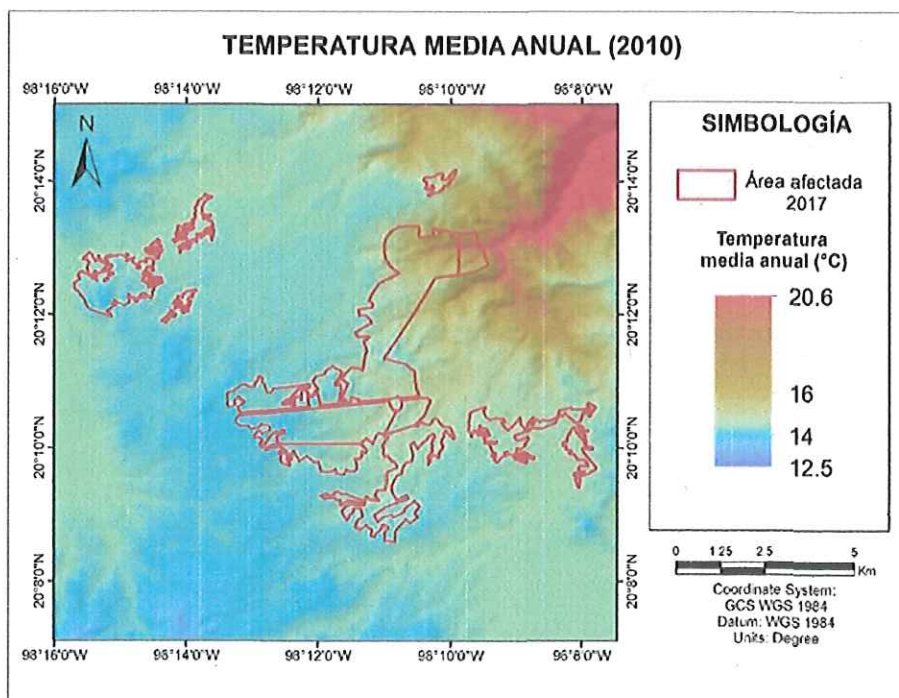 TEMPERATURA MEDIA ANUAL (2010)
98°16'0"W 98°14'0"W 98°12'0"W 98°10'0"W 98°8'0"W
N
20°14'0"N
20°12'0"N
20°10'0"N
20°8'0"N
20°14'0"N
20°12'0"N
20°10'0"N
20°8'0"N
98°16'0"W 98°14'0"W 98°12'0"W 98°10'0"W 98°8'0"W
SIMBOLOGÍA
Área afectada
2017
Temperatura
media anual (°C)
20.6
16
14
12.5
0 1 25 2 5 5
Km
Coordinate System:
GCS WGS 1984
Datum: WGS 1984
Units: Degree